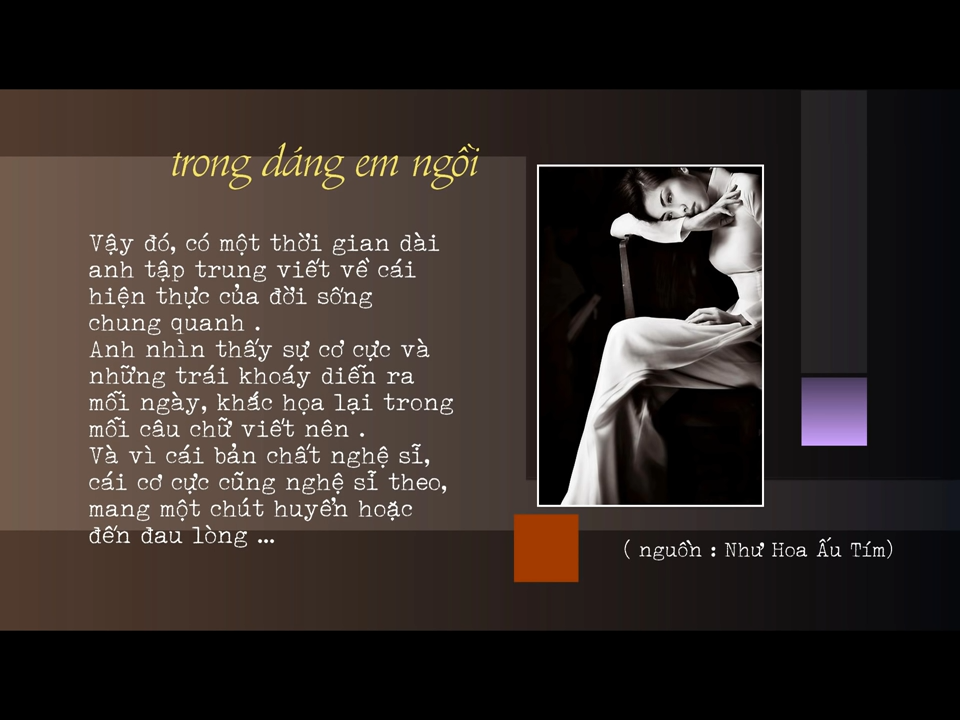 trong dáng em ngồi
Vậy đó, có một thời gian dài
anh tập trung viết về cái
hiện thực của đời sống
chung quanh .
Anh nhìn thấy sự cơ cực và
những trái khoáy diễn ra
mỗi ngày, khắc họa lại trong
mỗi câu chữ viết nên .
Và vì cái bản chất nghệ sĩ,
cái cơ cực cũng nghệ sĩ theo,
mang một chút huyển hoặc
đến đau lòng ...
( nguồn : Như Hoa Ấu Tím)